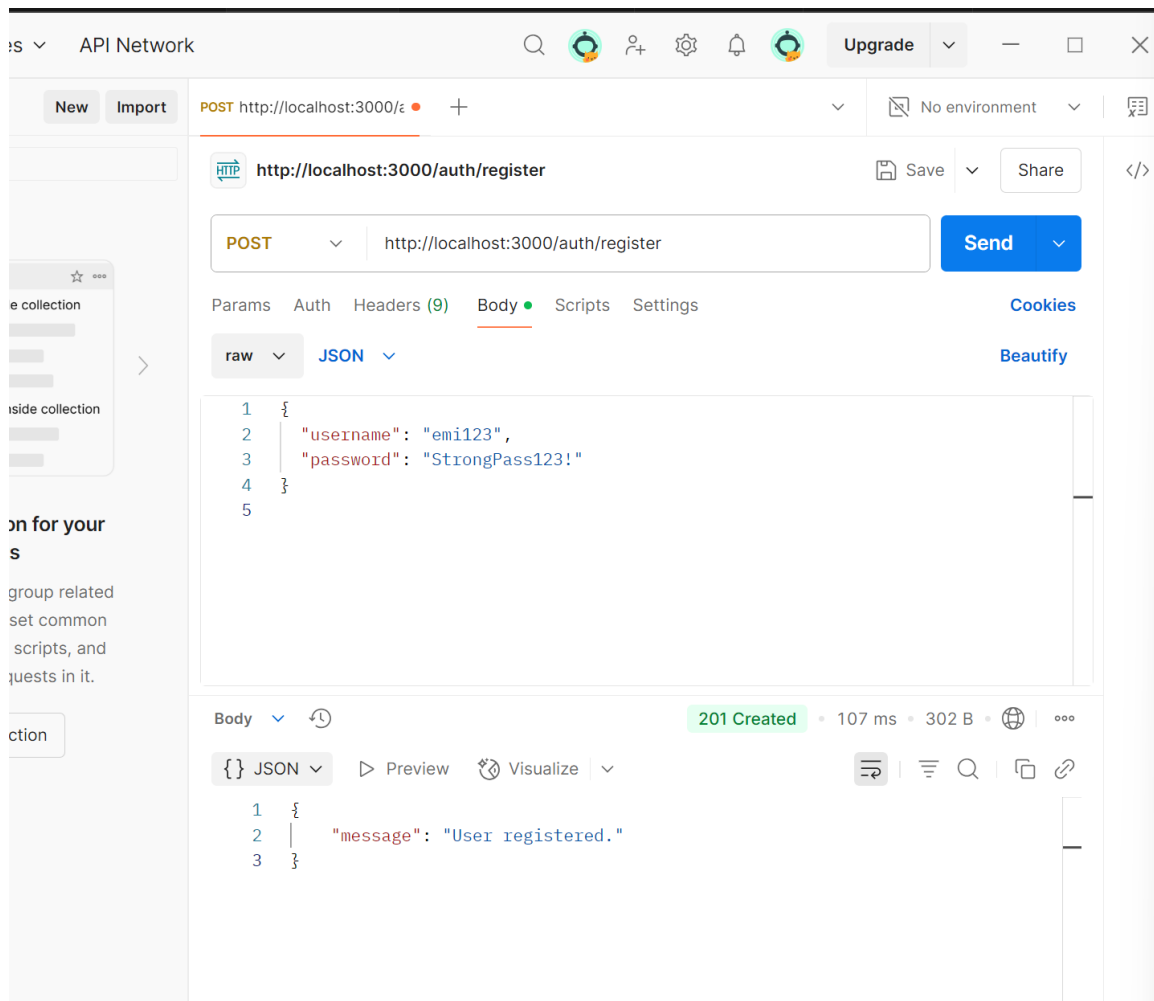 es API Network Upgrade
New Import POST http://localhost:3000/a No environment
HTTP http://localhost:3000/auth/register Save Share </>
POST http://localhost:3000/auth/register Send
Params Auth Headers (9) Body Scripts Settings Cookies
raw JSON Beautify
1 {
2 "username": "emi123",
3 "password": "StrongPass123!"
4 }
5
e collection
nside collection
on for your
s
group related
set common
scripts, and
quests in it.
ction
Body 201 Created 107 ms 302 B
{} JSON Preview Visualize
1 {
2 "message": "User registered."
3 }